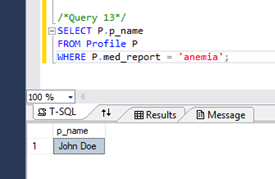 /*Query 13*/
SELECT P.p_name
FROM Profile P
WHERE P.med_report = 'anemia';
100 %
T-SQL Results Message
p_name
1 John Doe